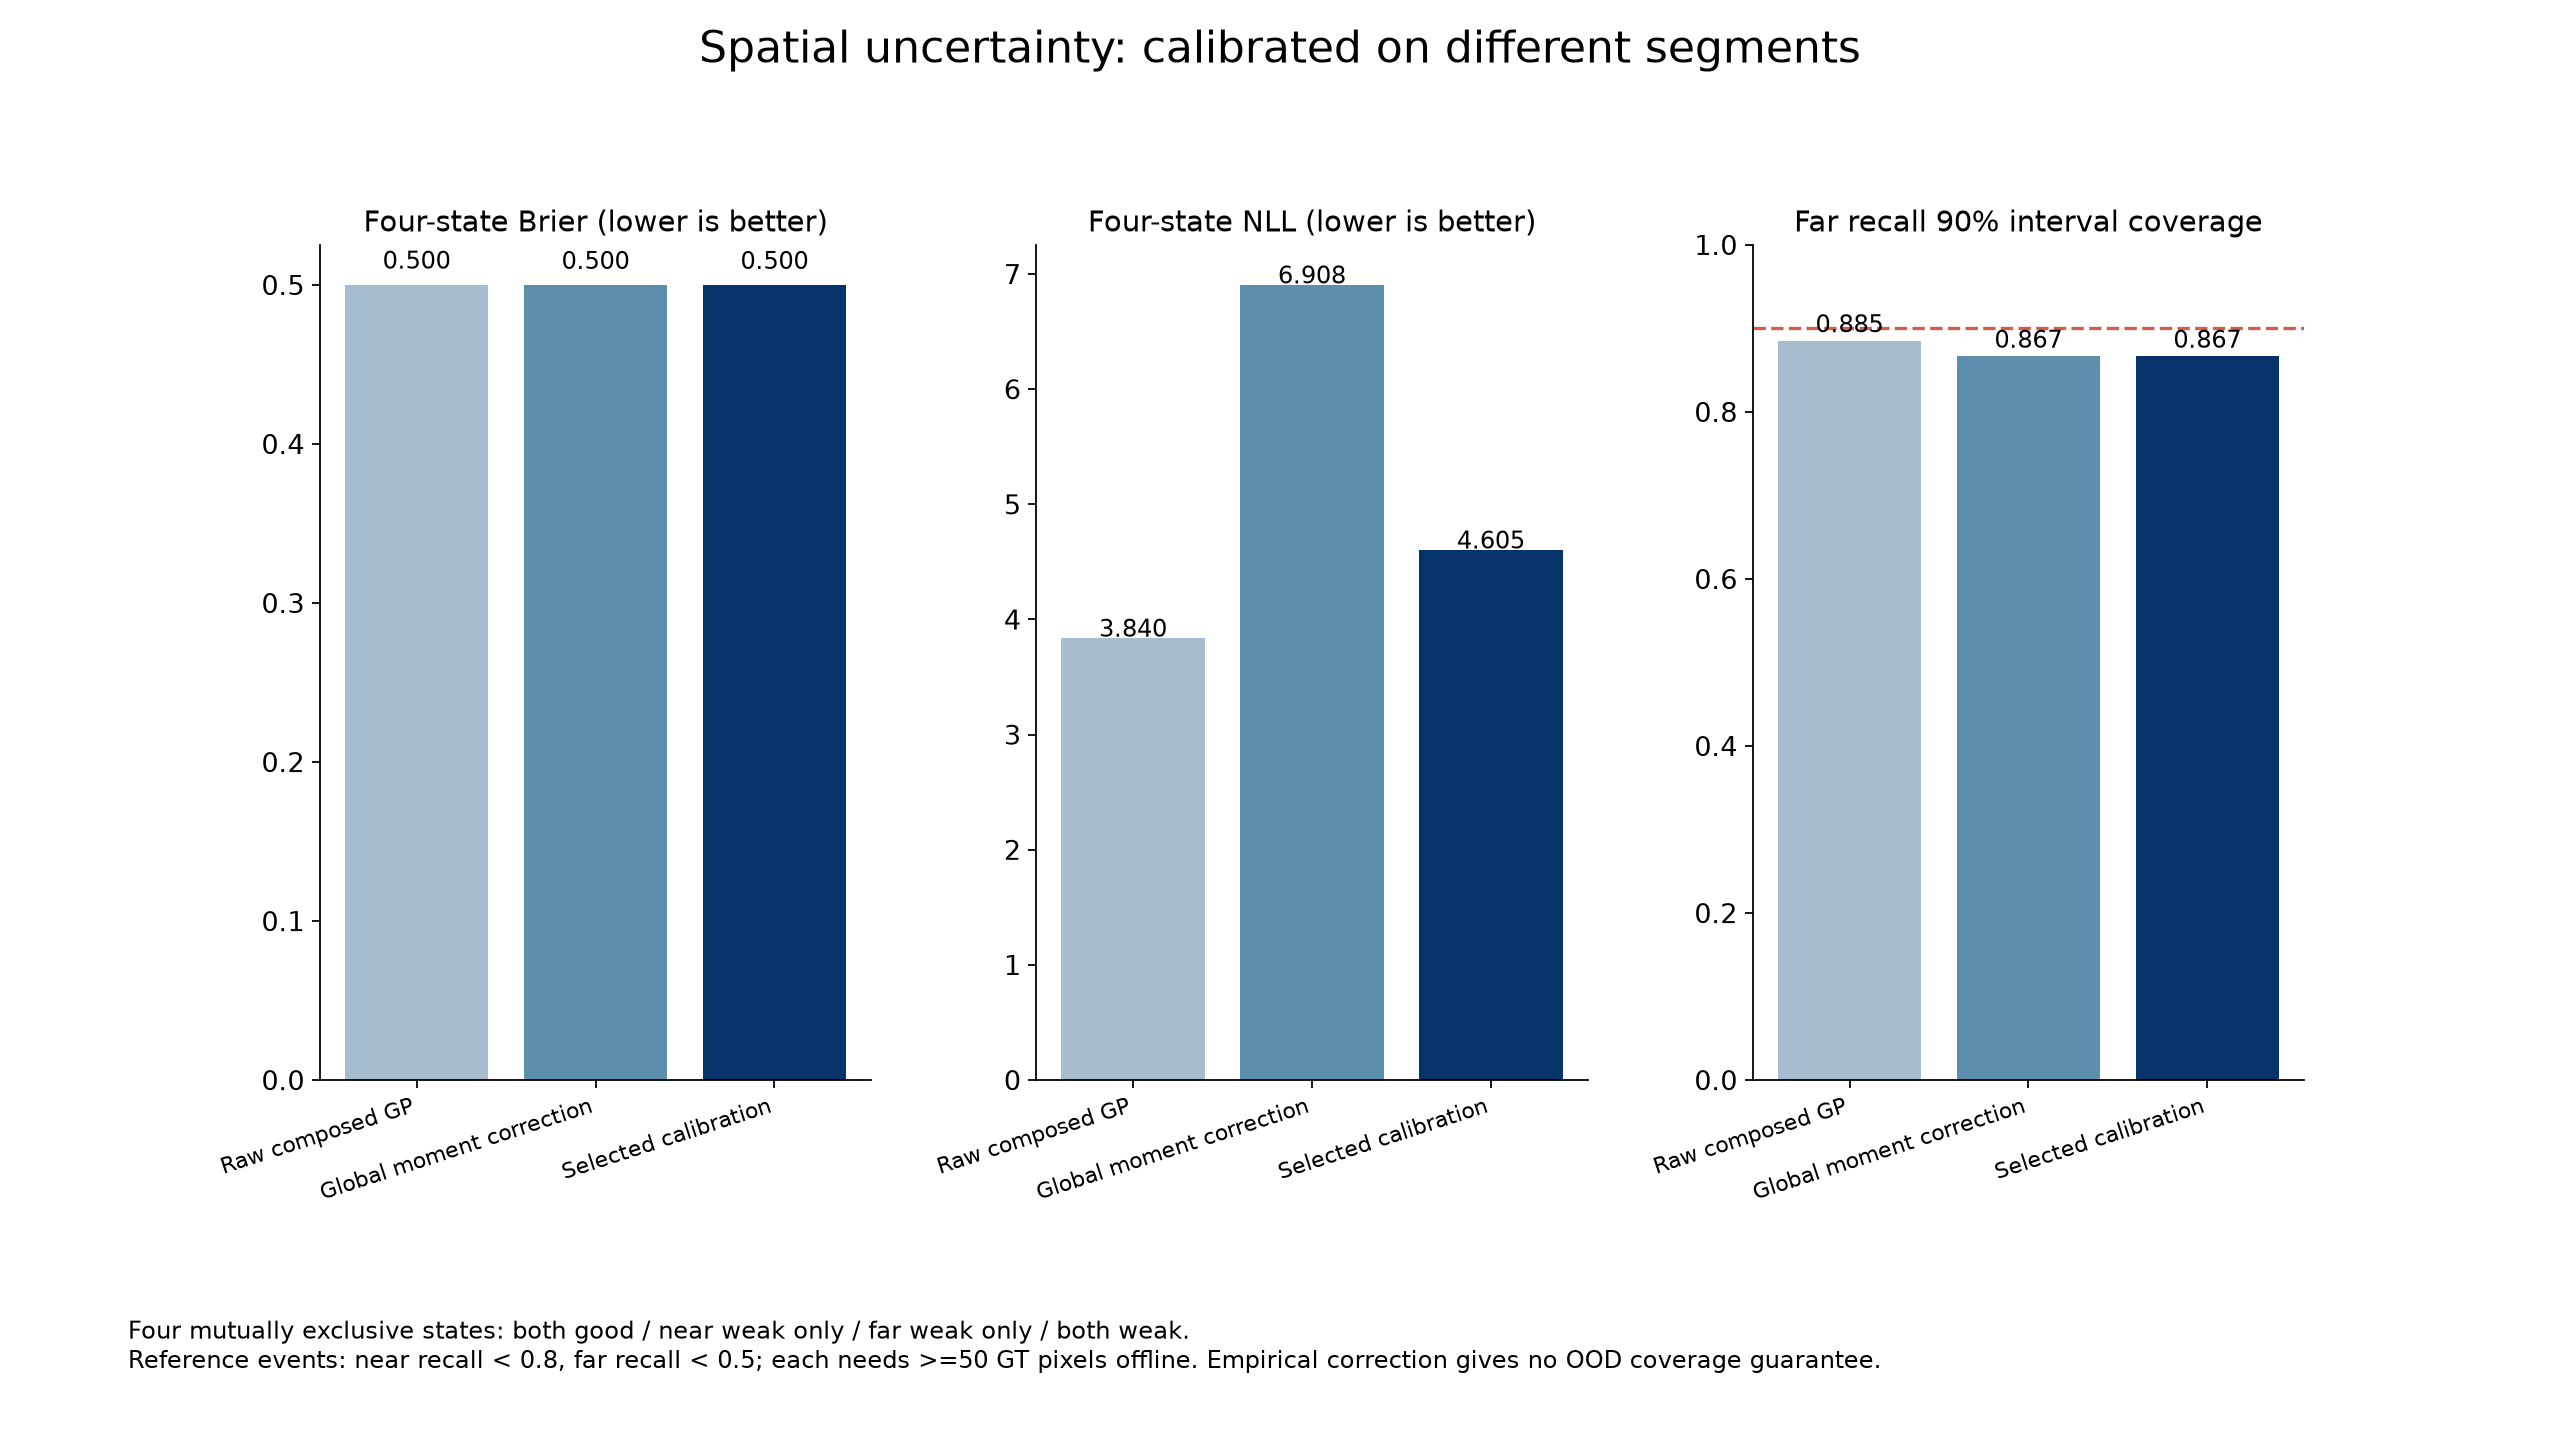 Spatial uncertainty: calibrated on different segments
Four-state Brier (lower is better)
0.500
0.500
0.500
0.5
0.4
0.3
0.2
0.1
0.0
Raw composed GP
Global moment correction
Selected calibration
Four-state NLL (lower is better)
6.908
4.605
3.840
7
6
5
4
3
2
1
0
Raw composed GP
Global moment correction
Selected calibration
Far recall 90% interval coverage
0.885
0.867
0.867
1.0
0.8
0.6
0.4
0.2
0.0
Raw composed GP
Global moment correction
Selected calibration
Four mutually exclusive states: both good / near weak only / far weak only / both weak.
Reference events: near recall < 0.8, far recall < 0.5; each needs >=50 GT pixels offline. Empirical correction gives no OOD coverage guarantee.